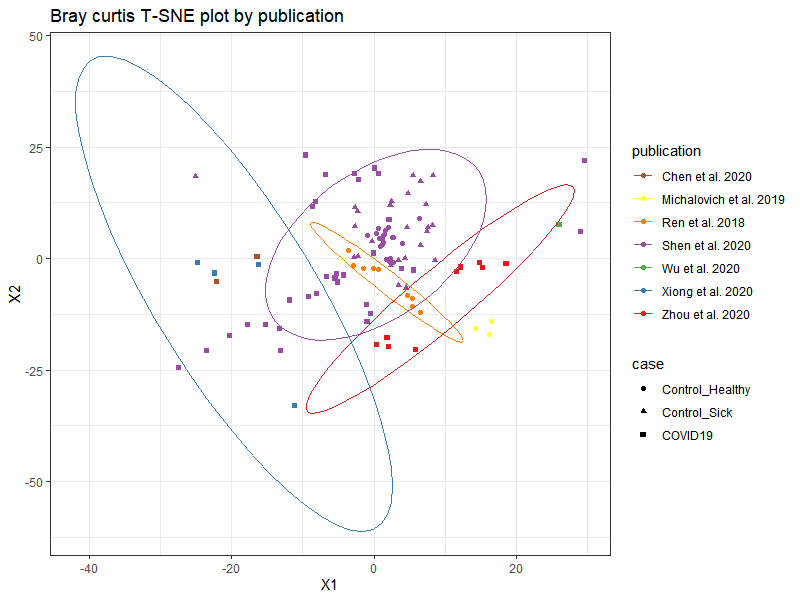 Bray curtis T-SNE plot by publication
50
25
0
-25
-50
X2
-40
-20
0
20
X1
publication
Chen et al. 2020
Michalovich et al. 2019
Ren et al. 2018
Shen et al. 2020
Wu et al. 2020
Xiong et al. 2020
Zhou et al. 2020
case
Control_Healthy
Control_Sick
COVID19